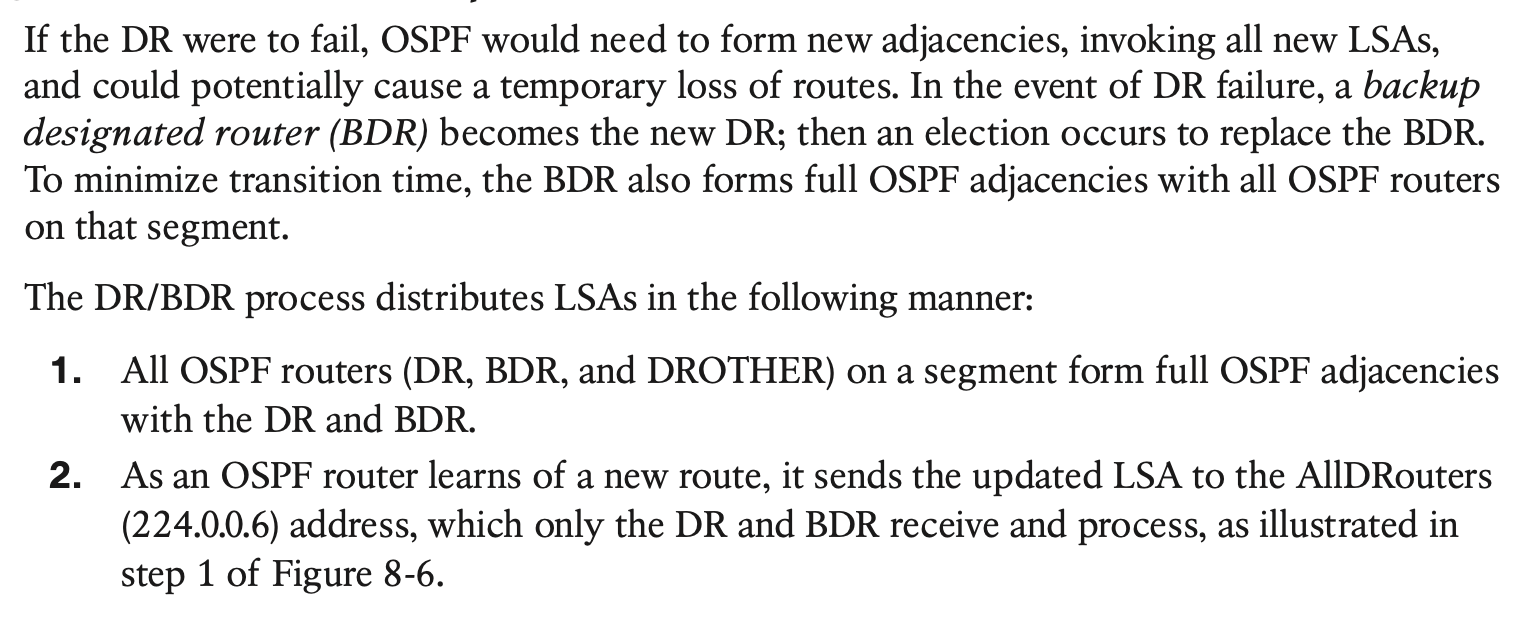 If the DR were to fail, OSPF would need to form new adjacencies, invoking all new LSAs,
and could potentially cause a temporary loss of routes. In the event of DR failure, a backup
designated router (BDR) becomes the new DR; then an election occurs to replace the BDR.
To minimize transition time, the BDR also forms full OSPF adjacencies with all OSPF routers
on that segment.
The DR/BDR process distributes LSAs in the following manner:
1. All OSPF routers (DR, BDR, and DROTHER) on a segment form full OSPF adjacencies
with the DR and BDR.
2. As an OSPF router learns of a new route, it sends the updated LSA to the AllDRouters
(224.0.0.6) address, which only the DR and BDR receive and process, as illustrated in
step 1 of Figure 8-6.